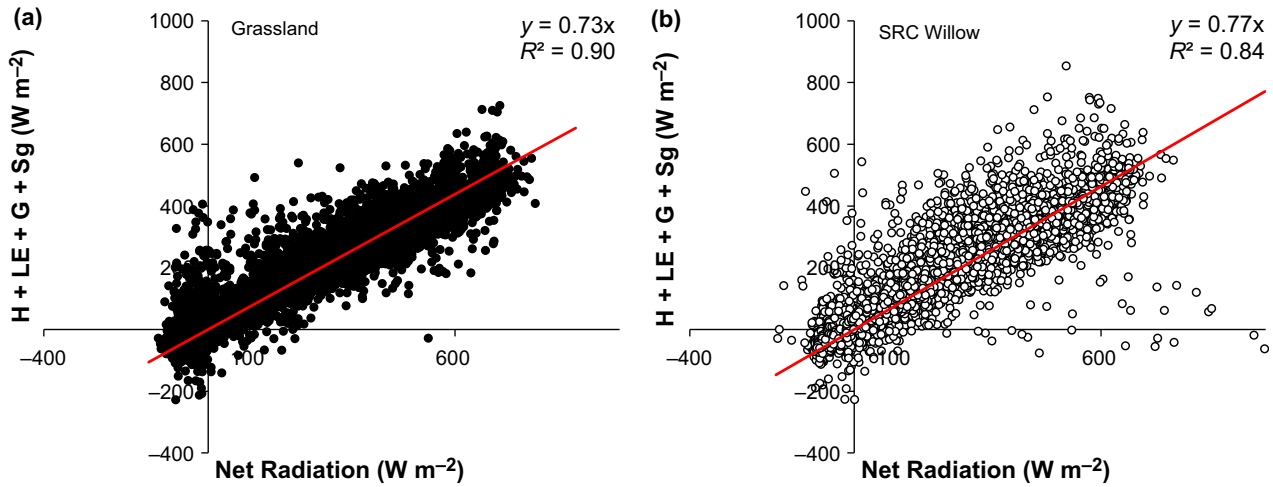 (a)
Grassland
y = 0.73x
R² = 0.90
H + LE + G + Sg (W m⁻²)
1000
800
600
400
200
–200
–400
–400
100
600
Net Radiation (W m⁻²)
(b)
SRC Willow
y = 0.77x
R² = 0.84
H + LE + G + Sg (W m⁻²)
1000
800
600
400
200
–200
–400
–400
100
600
Net Radiation (W m⁻²)